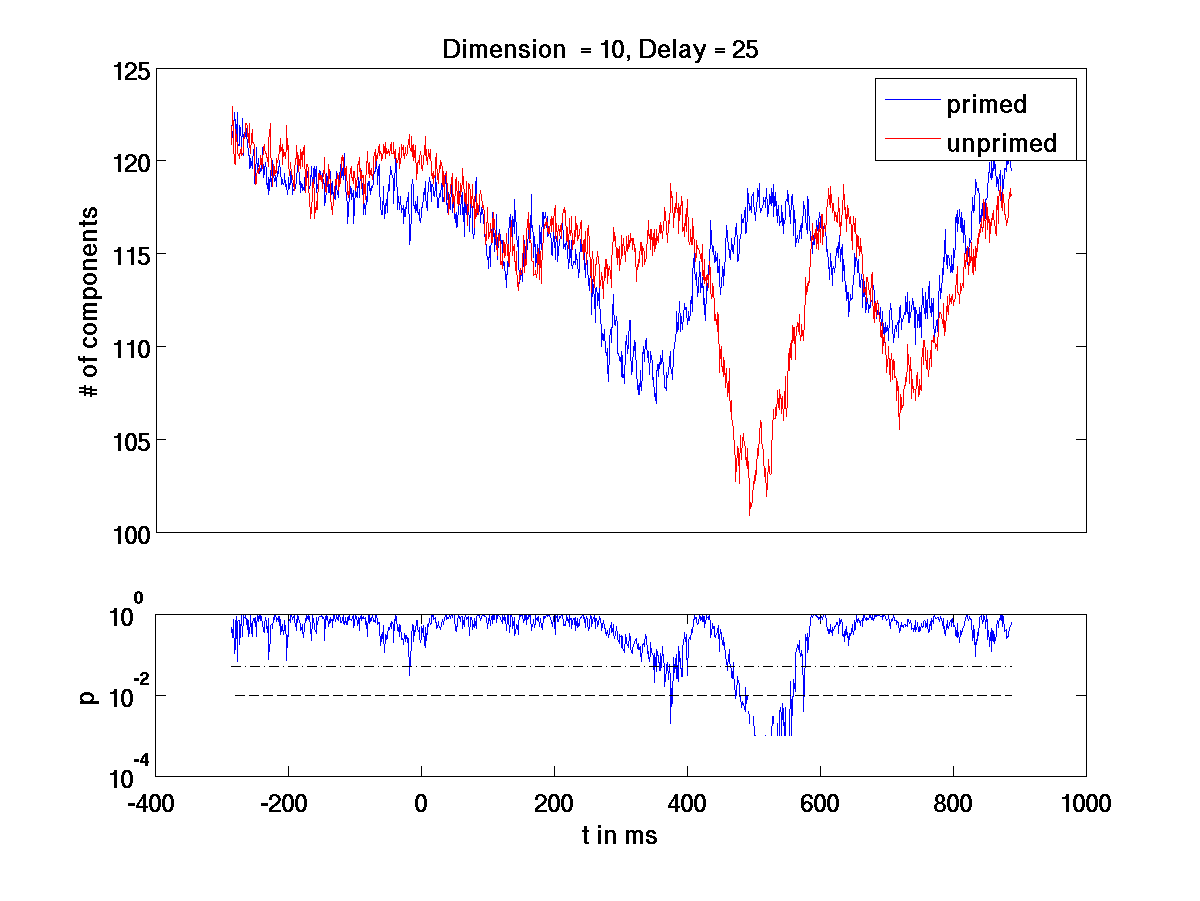 Dimension = 10, Delay = 25
125
120
115
110
105
100
# of components
primed
unprimed
10^0
10^-2
10^-4
p
-400 -200 0 200 400 600 800 1000
t in ms